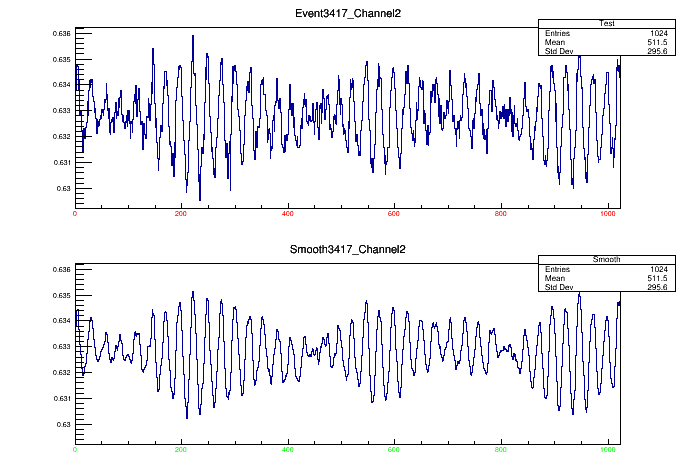 Event3417_Channel2
Test
Entries 1024
Mean 511.5
Std Dev 295.6
0.636
0.635
0.634
0.633
0.632
0.631
0.63
0 200 400 600 800 1000
Smooth3417_Channel2
Smooth
Entries 1024
Mean 511.5
Std Dev 295.6
0.636
0.635
0.634
0.633
0.632
0.631
0.63
0 200 400 600 800 1000